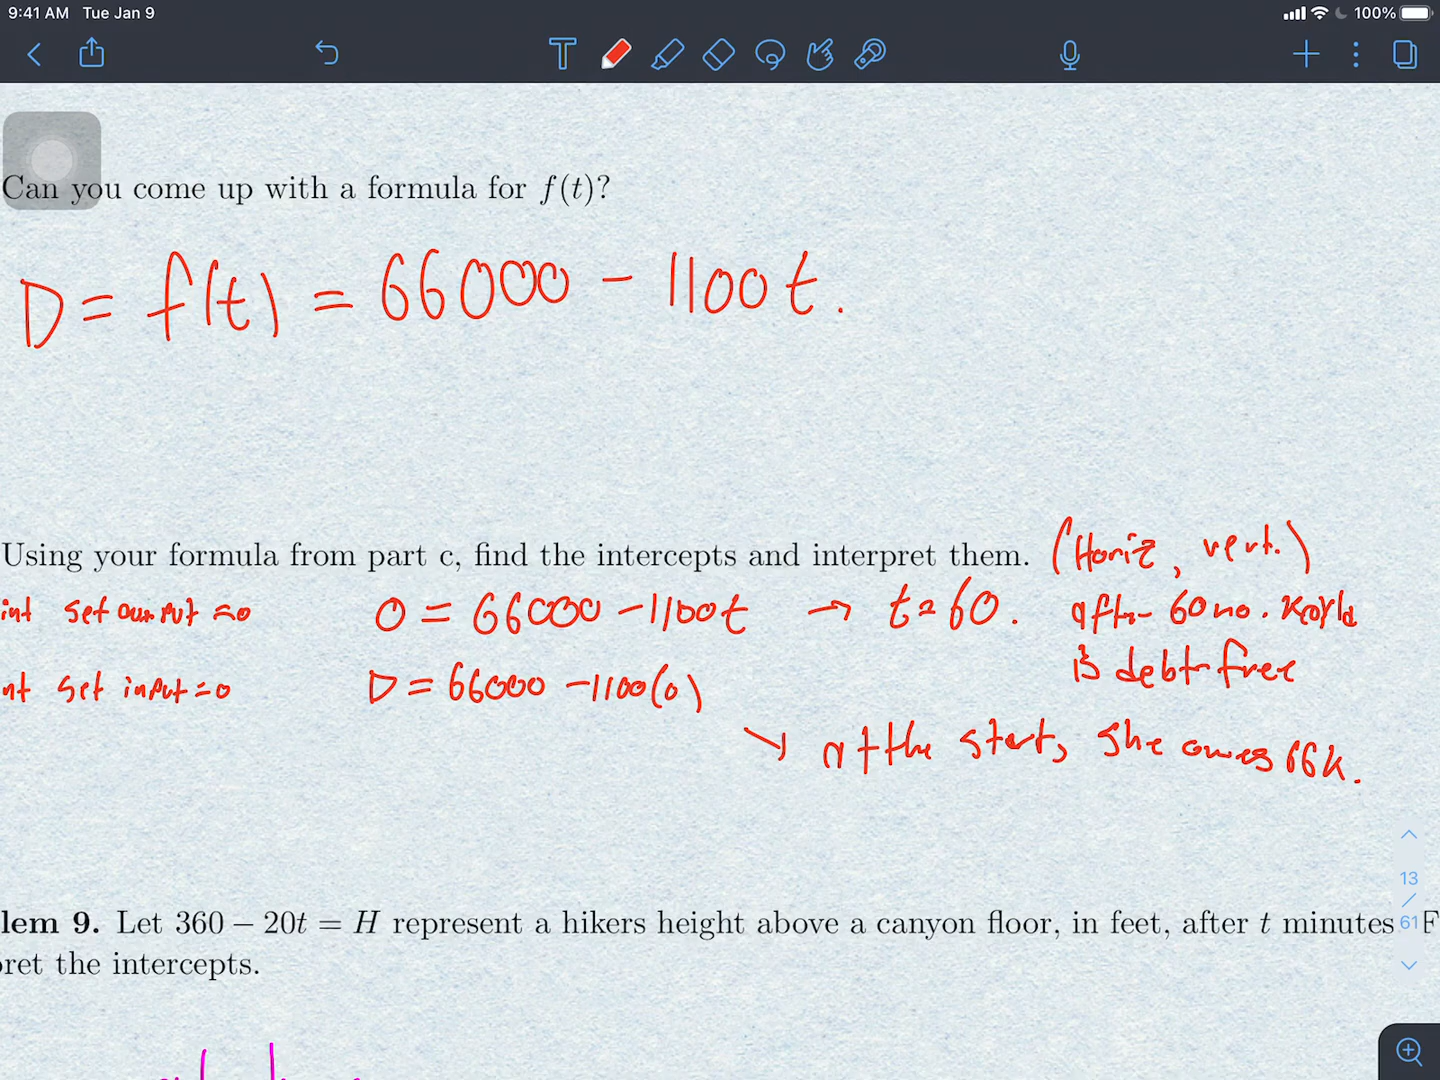 9:41 AM Tue Jan 9 100%
Can you come up with a formula for f(t)?
D = f(t) = 66000 − 1100t.
Using your formula from part c, find the intercepts and interpret them. (Horiz, vert.)
int set output =0 0 = 66000 − 1100t → t = 60. after 60 mo.
is debt free
nt set input = 0 D = 66000 − 1100(0)
↘ at the start, she owes 66k.
13
/
61
lem 9. Let 360 − 20t = H represent a hikers height above a canyon floor, in feet, after t minutes F
ret the intercepts.